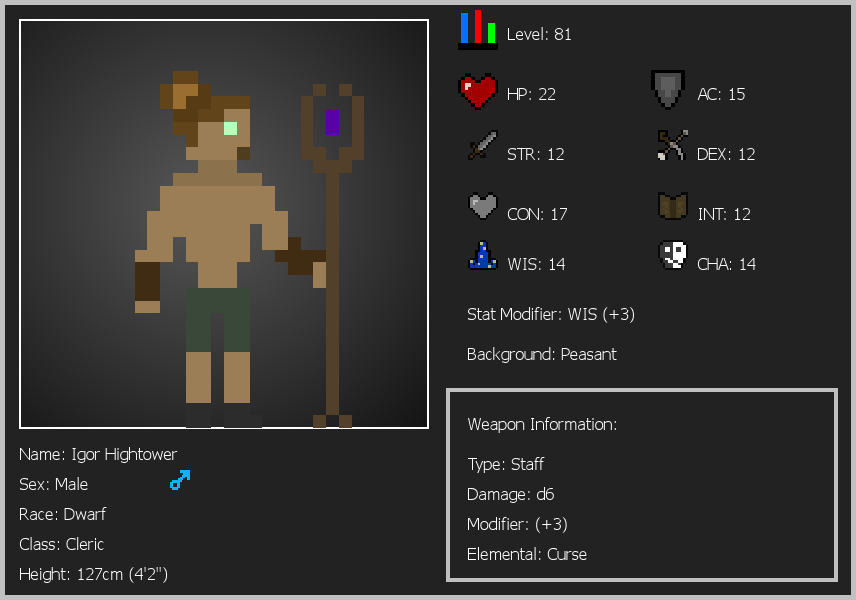 Level: 81
HP: 22
AC: 15
STR: 12
DEX: 12
CON: 17
INT: 12
WIS: 14
CHA: 14
Stat Modifier: WIS (+3)
Background: Peasant
Weapon Information:
Type: Staff
Damage: d6
Modifier: (+3)
Elemental: Curse
Name: Igor Hightower
Sex: Male
Race: Dwarf
Class: Cleric
Height: 127cm (4'2")